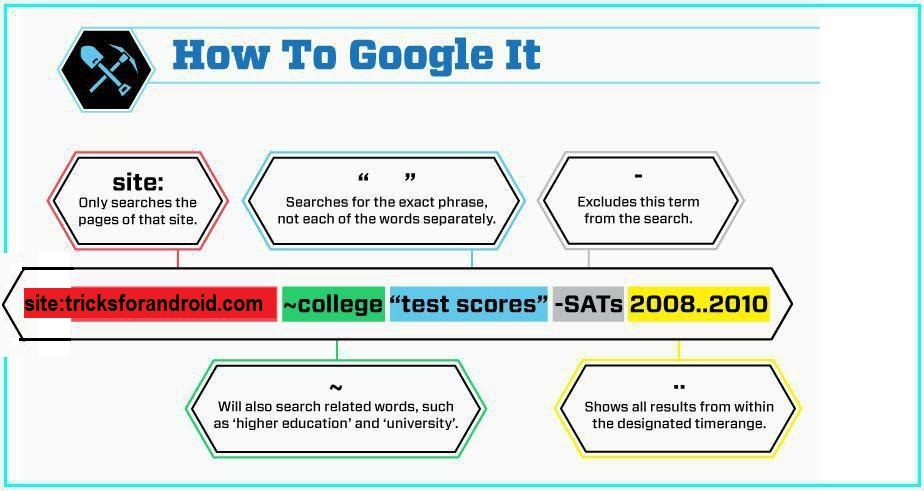 How To Google It
site:
Only searches the
pages of that site.
“ ”
Searches for the exact phrase,
not each of the words separately.
-
Excludes this term
from the search.
site:tricksforandroid.com ~college “test scores” -SATs 2008..2010
~
Will also search related words, such
as ‘higher education’ and ‘university’.
..
Shows all results from within
the designated timerange.